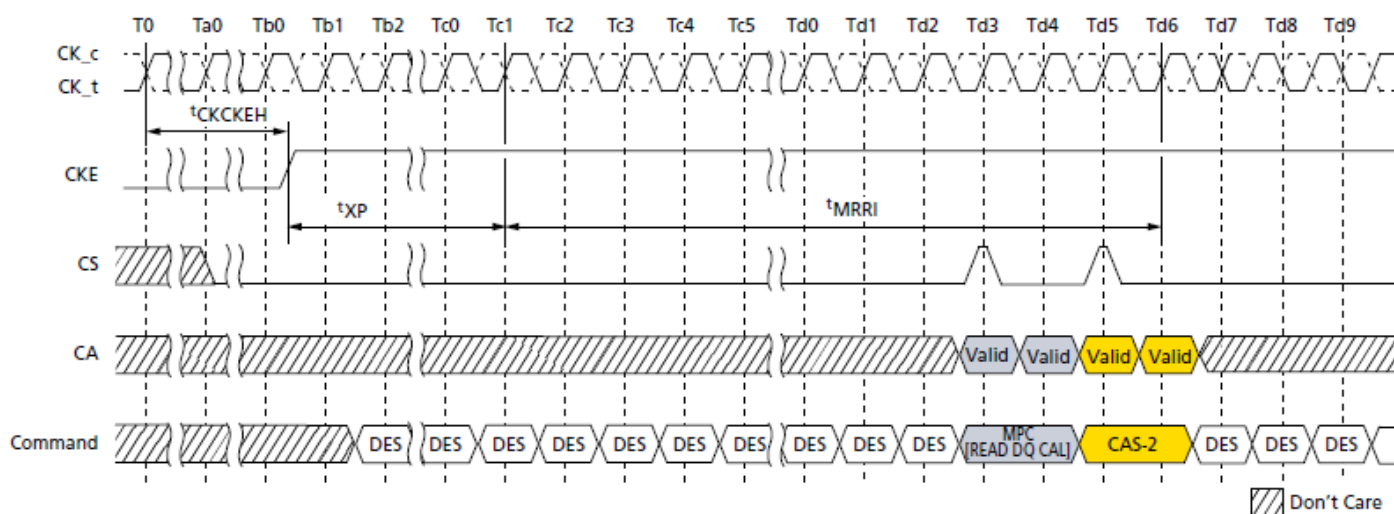 T0 Ta0 Tb0 Tb1 Tb2 Tc0 Tc1 Tc2 Tc3 Tc4 Tc5 Td0 Td1 Td2 Td3 Td4 Td5 Td6 Td7 Td8 Td9
CK_c
CK_t
tCKCKEH
CKE
tXP tMRRI
CS
CA Valid Valid Valid Valid
Command DES DES DES DES DES DES DES DES DES DES MPC [READ DQ CAL] CAS-2 DES DES DES
Don't Care